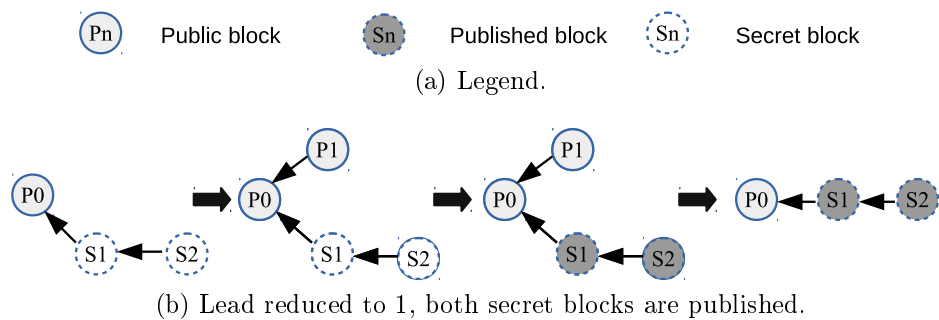 Pn Public block Sn Published block Sn Secret block
(a) Legend.
P0 S1 S2
P1 P0 S1 S2
P1 P0 S1 S2
P0 S1 S2
(b) Lead reduced to 1, both secret blocks are published.